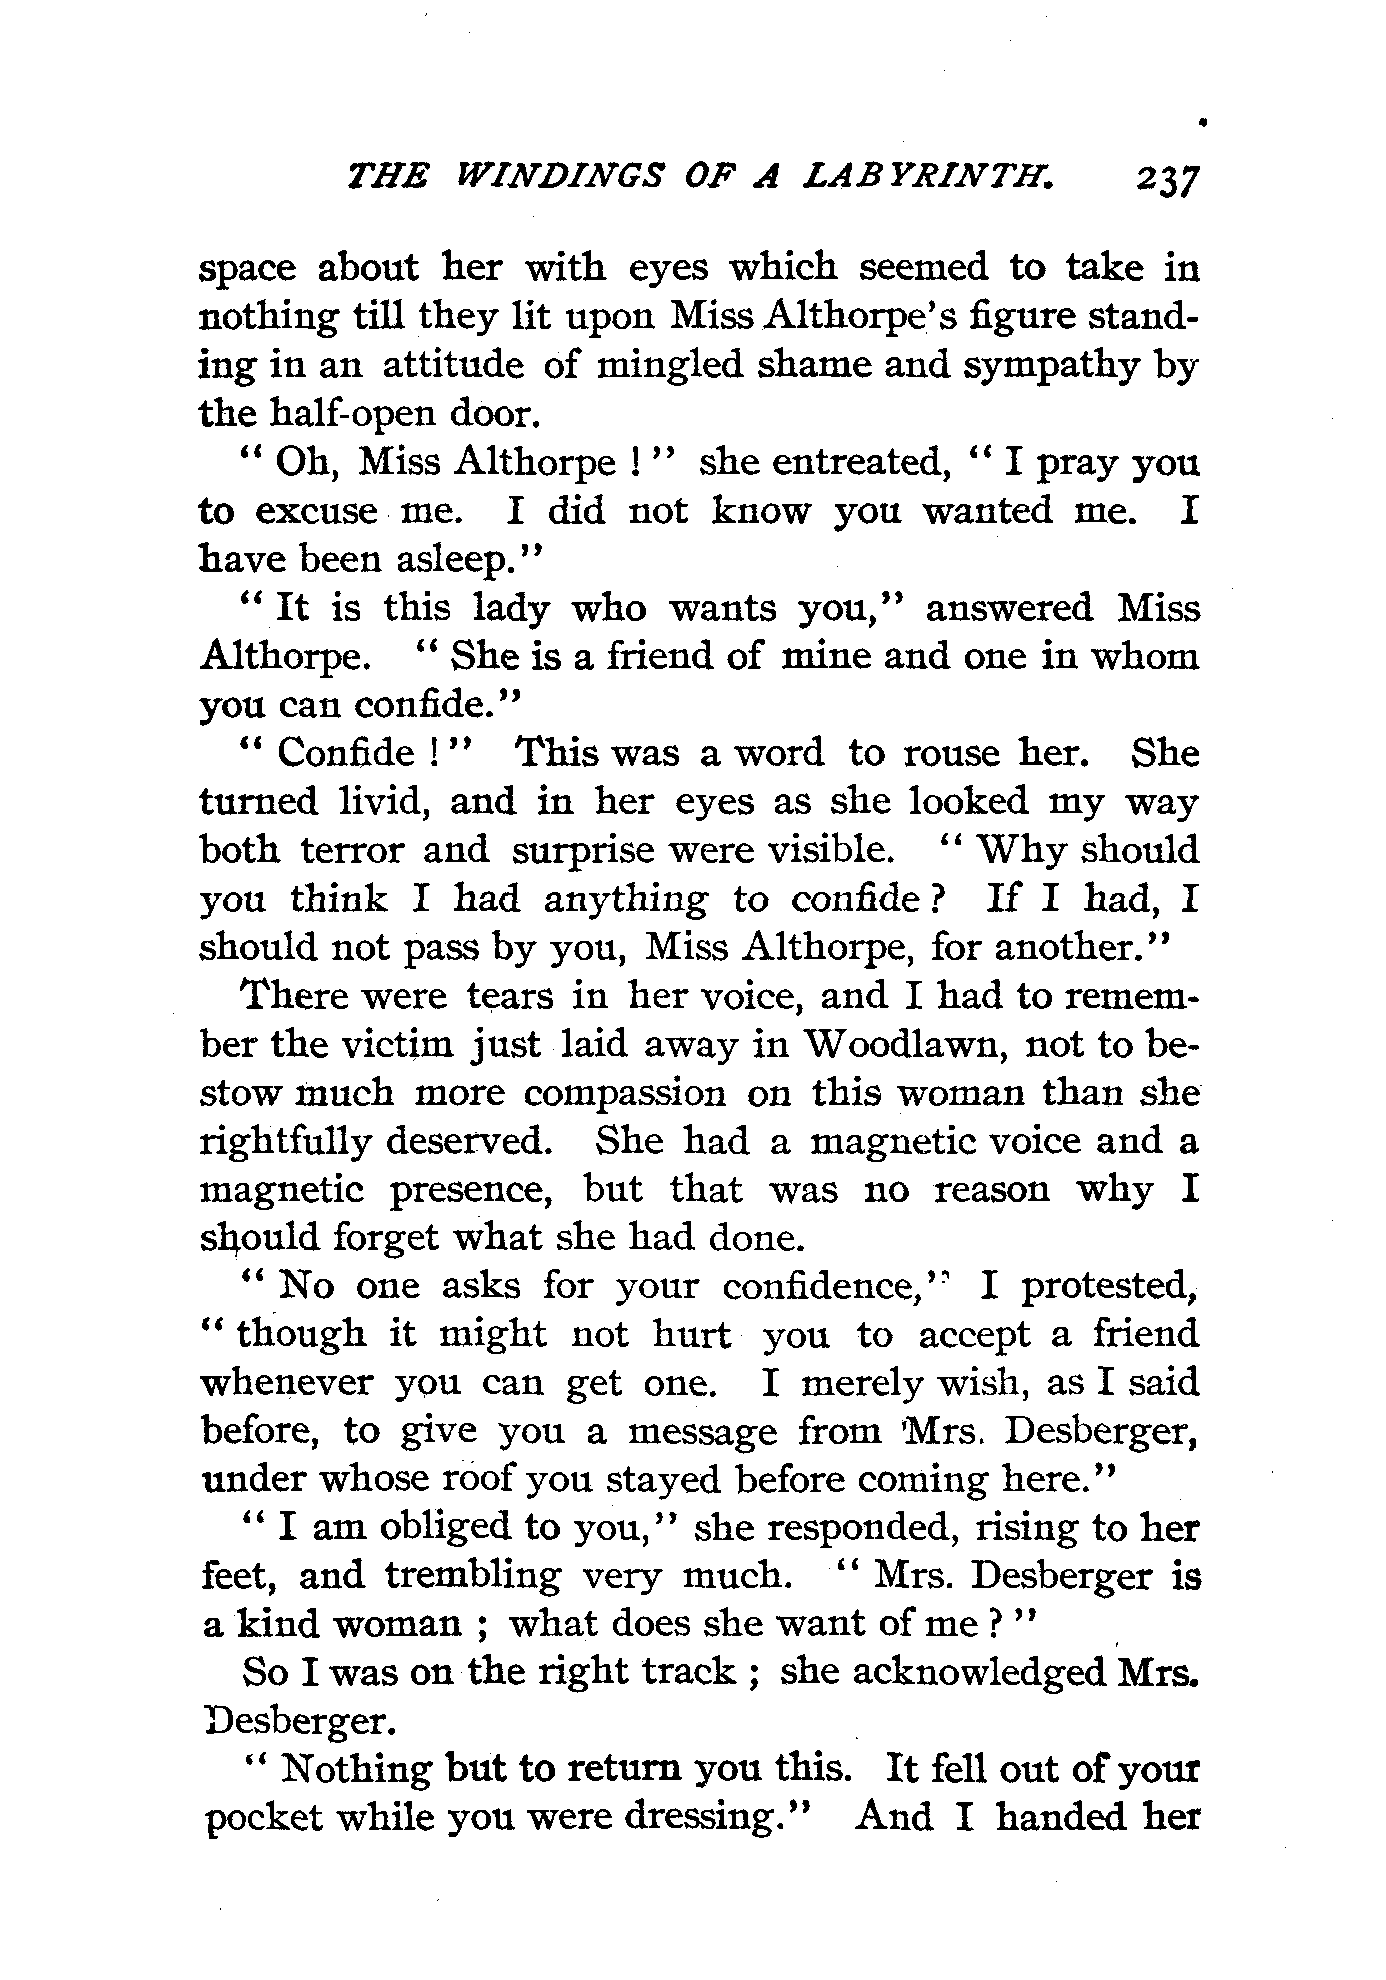 THE WINDINGS OF A LABYRINTH. 237
space about her with eyes which seemed to take in
nothing till they lit upon Miss Althorpe's figure stand-
ing in an attitude of mingled shame and sympathy by
the half-open door.
" Oh, Miss Althorpe ! " she entreated, " I pray you
to excuse me. I did not know you wanted me. I
have been asleep."
" It is this lady who wants you," answered Miss
Althorpe. " She is a friend of mine and one in whom
you can confide."
" Confide ! " This was a word to rouse her. She
turned livid, and in her eyes as she looked my way
both terror and surprise were visible. " Why should
you think I had anything to confide ? If I had, I
should not pass by you, Miss Althorpe, for another."
There were tears in her voice, and I had to remem-
ber the victim just laid away in Woodlawn, not to be-
stow much more compassion on this woman than she
rightfully deserved. She had a magnetic voice and a
magnetic presence, but that was no reason why I
should forget what she had done.
" No one asks for your confidence," I protested,
" though it might not hurt you to accept a friend
whenever you can get one. I merely wish, as I said
before, to give you a message from Mrs. Desberger,
under whose roof you stayed before coming here."
" I am obliged to you," she responded, rising to her
feet, and trembling very much. " Mrs. Desberger is
a kind woman ; what does she want of me ? "
So I was on the right track ; she acknowledged Mrs.
Desberger.
" Nothing but to return you this. It fell out of your
pocket while you were dressing." And I handed her